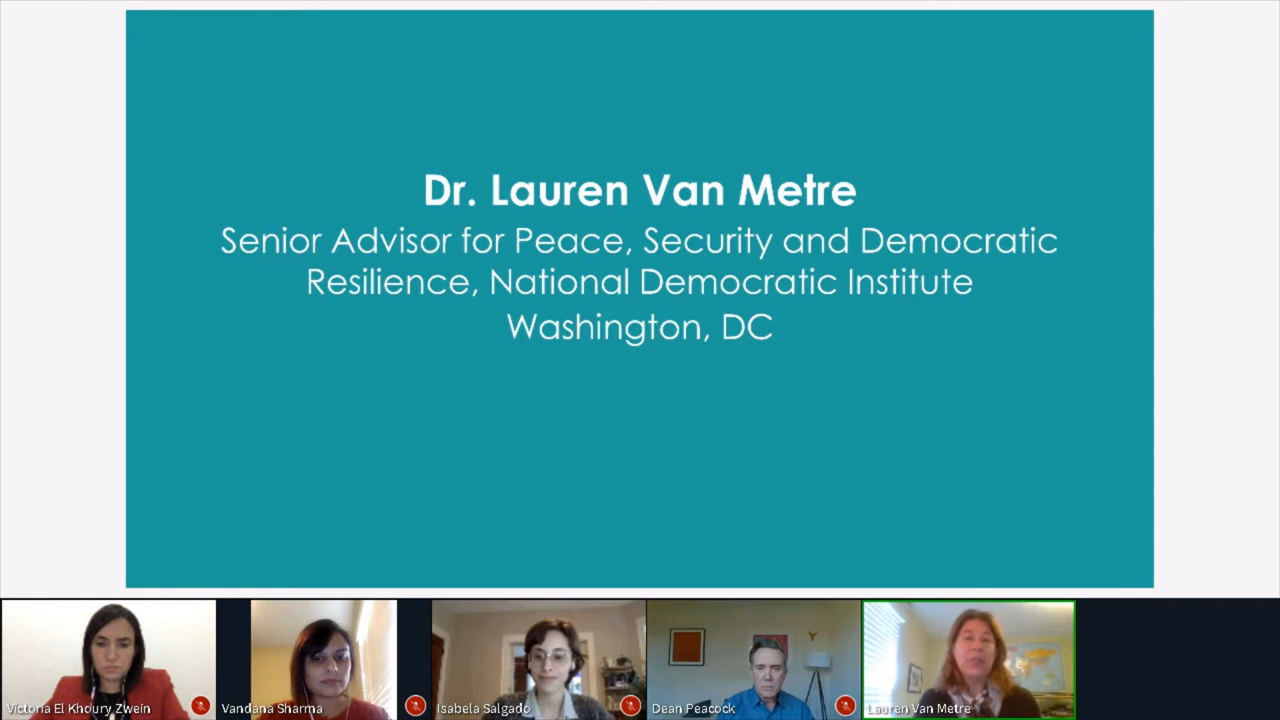 Dr. Lauren Van Metre
Senior Advisor for Peace, Security and Democratic
Resilience, National Democratic Institute
Washington, DC
Victoria El Khoury Zwein
Vandana Sharma
Isabela Salgado
Dean Peacock
Lauren Van Metre